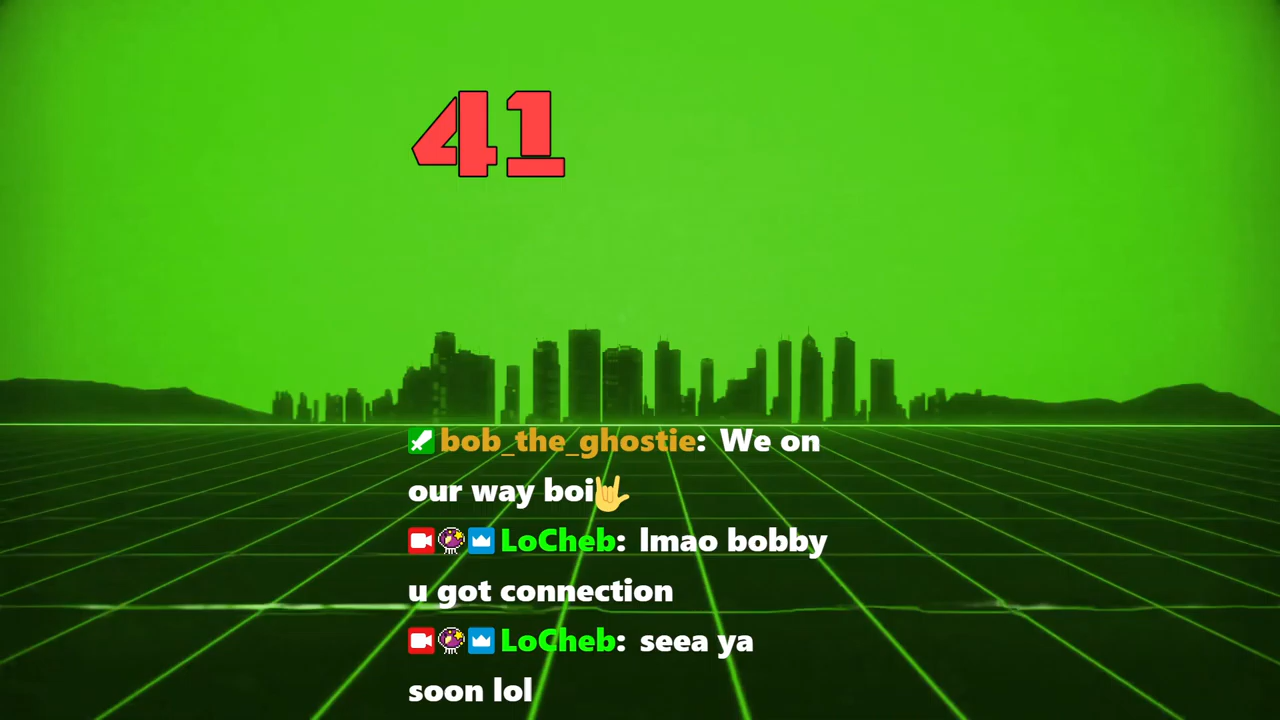 41
bob_the_ghostie: We on
our way boi🤟
LoCheb: lmao bobby
u got connection
LoCheb: seea ya
soon lol